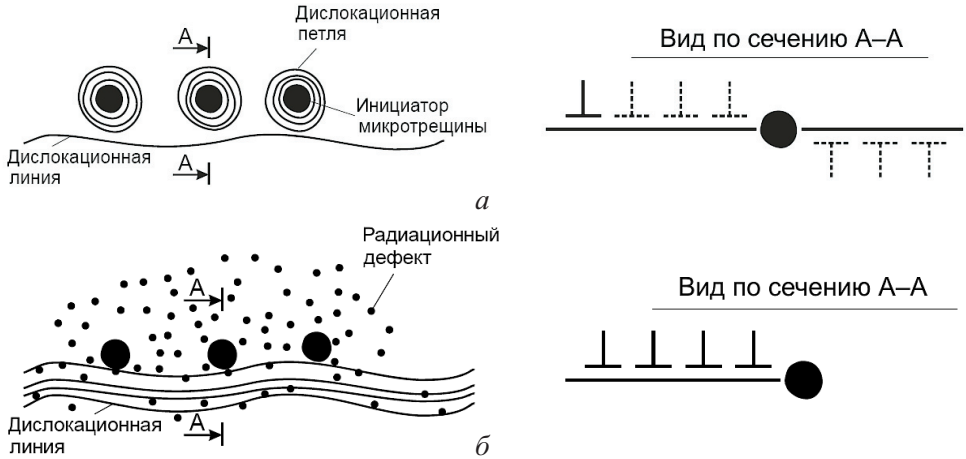 Дислокационная
петля
А
Вид по сечению А–А
Инициатор
микротрещины
Дислокационная
линия
А
а
Радиационный
дефект
А
Вид по сечению А–А
Дислокационная
линия
А
б